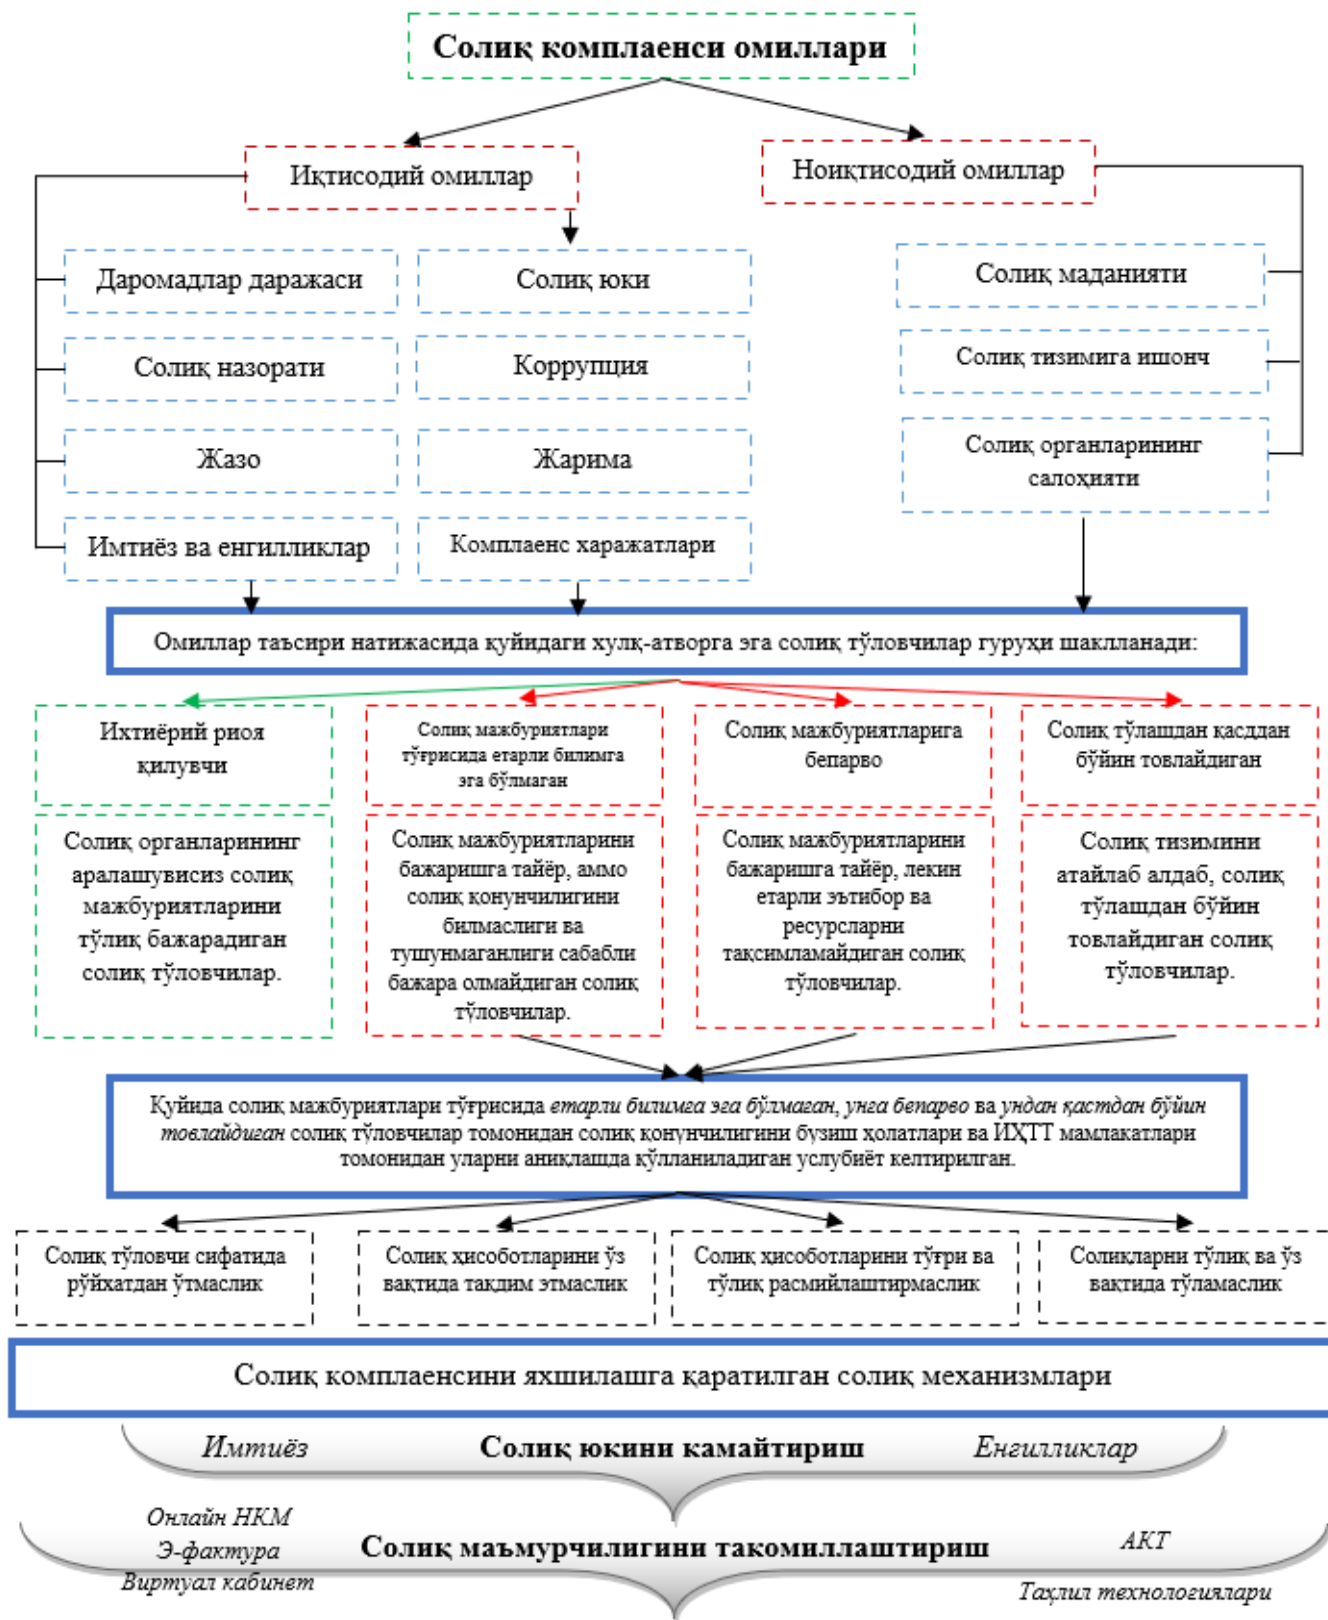 Солиқ комплаенси омиллари
Иқтисодий омиллар
Ноиқтисодий омиллар
Даромадлар даражаси
Солиқ юки
Солиқ маданияти
Солиқ назорати
Коррупция
Солиқ тизимига ишонч
Жазо
Жарима
Солиқ органларининг
салоҳияти
Имтиёз ва енгилликлар
Комплаенс харажатлари
Омиллар таъсири натижасида қуйидаги хулқ-атворга эга солиқ тўловчилар гуруҳи шаклланади:
Ихтиёрий риоя
қилувчи
Солиқ мажбуриятлари
тўғрисида етарли билимга
эга бўлмаган
Солиқ мажбуриятларига
бепарво
Солиқ тўлашдан қасддан
бўйин товлайдиган
Солиқ органларининг
аралашувисиз солиқ
мажбуриятларини
тўлиқ бажарадиган
солиқ тўловчилар.
Солиқ мажбуриятларини
бажаришга тайёр, аммо
солиқ қонунчилигини
билмаслиги ва
тушунмаганлиги сабабли
бажара олмайдиган солиқ
тўловчилар.
Солиқ мажбуриятларини
бажаришга тайёр, лекин
етарли эътибор ва
ресурсларни
тақсимламайдиган солиқ
тўловчилар.
Солиқ тизимини
атайлаб алдаб, солиқ
тўлашдан бўйин
товлайдиган солиқ
тўловчилар.
Қуйида солиқ мажбуриятлари тўғрисида етарли билимга эга бўлмаган, унга бепарво ва ундан қастдан бўйин
товлайдиган солиқ тўловчилар томонидан солиқ қонунчилигини бузиш ҳолатлари ва ИҲТТ мамлакатлари
томонидан уларни аниқлашда қўлланиладиган услубиёт келтирилган.
Солиқ тўловчи сифатида
рўйхатдан ўтмаслик
Солиқ ҳисоботларини ўз
вақтида тақдим этмаслик
Солиқ ҳисоботларини тўғри ва
тўлиқ расмийлаштирмаслик
Солиқларни тўлиқ ва ўз
вақтида тўламаслик
Солиқ комплаенсини яхшилашга қаратилган солиқ механизмлари
Имтиёз
Солиқ юкини камайтириш
Енгилликлар
Онлайн НКМ
Э-фактура
Виртуал кабинет
Солиқ маъмурчилигини такомиллаштириш
АКТ
Таҳлил технологиялари